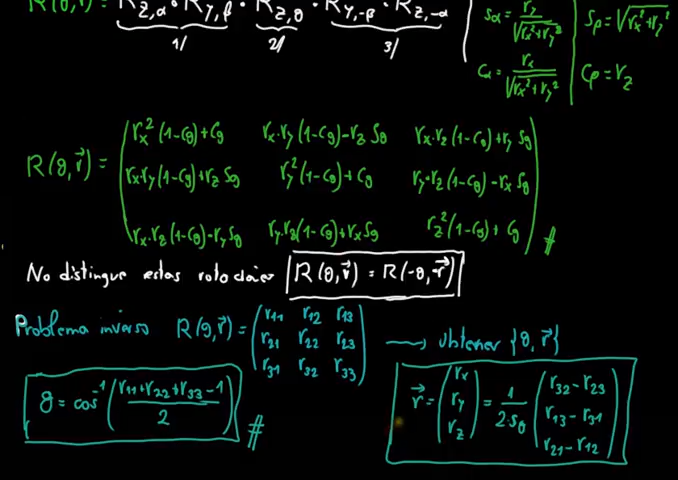 R(θ,r⃗) = R_{z,α} · R_{y,β} · R_{z,θ} · R_{y,-β} · R_{z,-α}
1/ 2/ 3/
Sα = r_y / √(r_x²+r_y²) Sβ = √(r_x²+r_y²)
Cα = r_x / √(r_x²+r_y²) Cβ = r_z
r_x²(1-Cθ)+Cθ r_x·r_y(1-Cθ)-r_z Sθ r_x·r_z(1-Cθ)+r_y Sθ
R(θ,r⃗) = r_x·r_y(1-Cθ)+r_z Sθ r_y²(1-Cθ)+Cθ r_y·r_z(1-Cθ)-r_x Sθ
r_x·r_z(1-Cθ)-r_y Sθ r_y·r_z(1-Cθ)+r_x Sθ r_z²(1-Cθ)+Cθ #
No distingue estas rotaciones R(θ,r⃗) = R(-θ,-r⃗)
Problema inverso R(θ,r⃗) = r11 r12 r13
r21 r22 r23
r31 r32 r33
→ obtener {θ,r⃗}
θ = cos⁻¹((r11+r22+r33-1)/2) #
r⃗ = (r_x r_y r_z) = 1/(2·Sθ) (r32-r23
r13-r31
r21-r12)